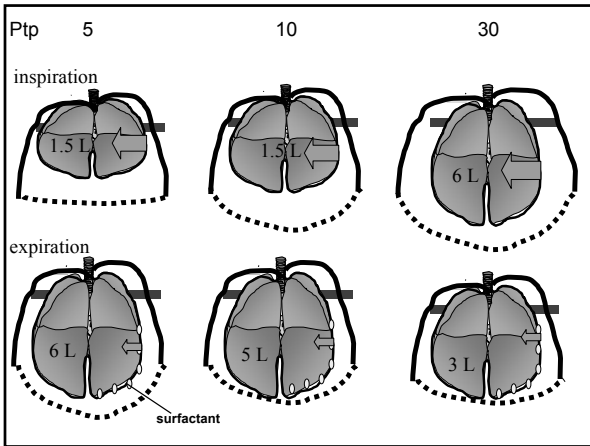 Ptp 5 10 30
inspiration
1.5 L 1.5 L 6 L
expiration
6 L 5 L 3 L
surfactant